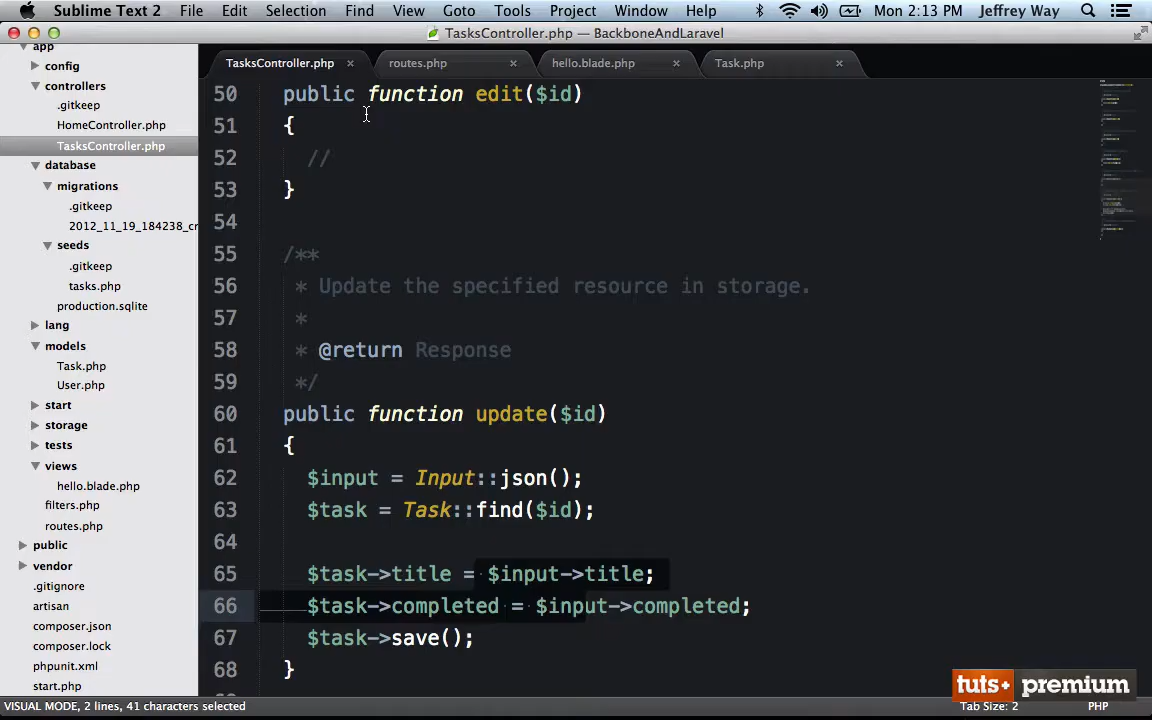 Sublime Text 2 File Edit Selection Find View Goto Tools Project Window Help Mon 2:13 PM Jeffrey Way
TasksController.php — BackboneAndLaravel
app
config
controllers
.gitkeep
HomeController.php
TasksController.php
database
migrations
.gitkeep
2012_11_19_184238_cr
seeds
.gitkeep
tasks.php
production.sqlite
lang
models
Task.php
User.php
start
storage
tests
views
hello.blade.php
filters.php
routes.php
public
vendor
.gitignore
artisan
composer.json
composer.lock
phpunit.xml
start.php
TasksController.php × routes.php × hello.blade.php × Task.php ×
50 public function edit($id)
51 {
52 //
53 }
54
55 /**
56 * Update the specified resource in storage.
57 *
58 * @return Response
59 */
60 public function update($id)
61 {
62 $input = Input::json();
63 $task = Task::find($id);
64
65 $task->title = $input->title;
66 $task->completed = $input->completed;
67 $task->save();
68 }
tuts+ premium
VISUAL MODE, 2 lines, 41 characters selected Tab Size: 2 PHP